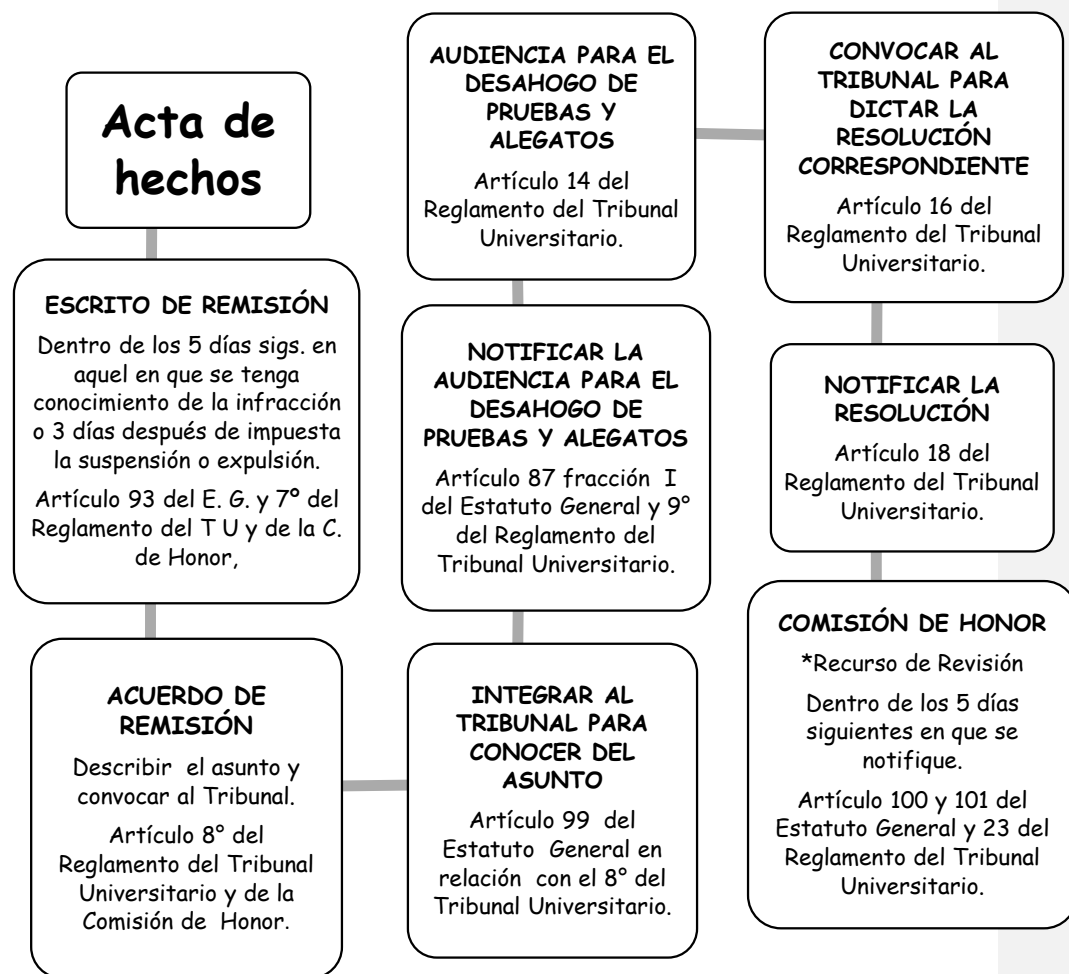 Acta de
hechos
ESCRITO DE REMISIÓN
Dentro de los 5 días sigs. en
aquel en que se tenga
conocimiento de la infracción
o 3 días después de impuesta
la suspensión o expulsión.
Artículo 93 del E. G. y 7º del
Reglamento del T U y de la C.
de Honor,
ACUERDO DE
REMISIÓN
Describir el asunto y
convocar al Tribunal.
Artículo 8° del
Reglamento del Tribunal
Universitario y de la
Comisión de Honor.
INTEGRAR AL
TRIBUNAL PARA
CONOCER DEL
ASUNTO
Artículo 99 del
Estatuto General en
relación con el 8° del
Tribunal Universitario.
NOTIFICAR LA
AUDIENCIA PARA EL
DESAHOGO DE
PRUEBAS Y ALEGATOS
Artículo 87 fracción I
del Estatuto General y 9°
del Reglamento del
Tribunal Universitario.
AUDIENCIA PARA EL
DESAHOGO DE
PRUEBAS Y
ALEGATOS
Artículo 14 del
Reglamento del Tribunal
Universitario.
CONVOCAR AL
TRIBUNAL PARA
DICTAR LA
RESOLUCIÓN
CORRESPONDIENTE
Artículo 16 del
Reglamento del Tribunal
Universitario.
NOTIFICAR LA
RESOLUCIÓN
Artículo 18 del
Reglamento del Tribunal
Universitario.
COMISIÓN DE HONOR
*Recurso de Revisión
Dentro de los 5 días
siguientes en que se
notifique.
Artículo 100 y 101 del
Estatuto General y 23 del
Reglamento del Tribunal
Universitario.